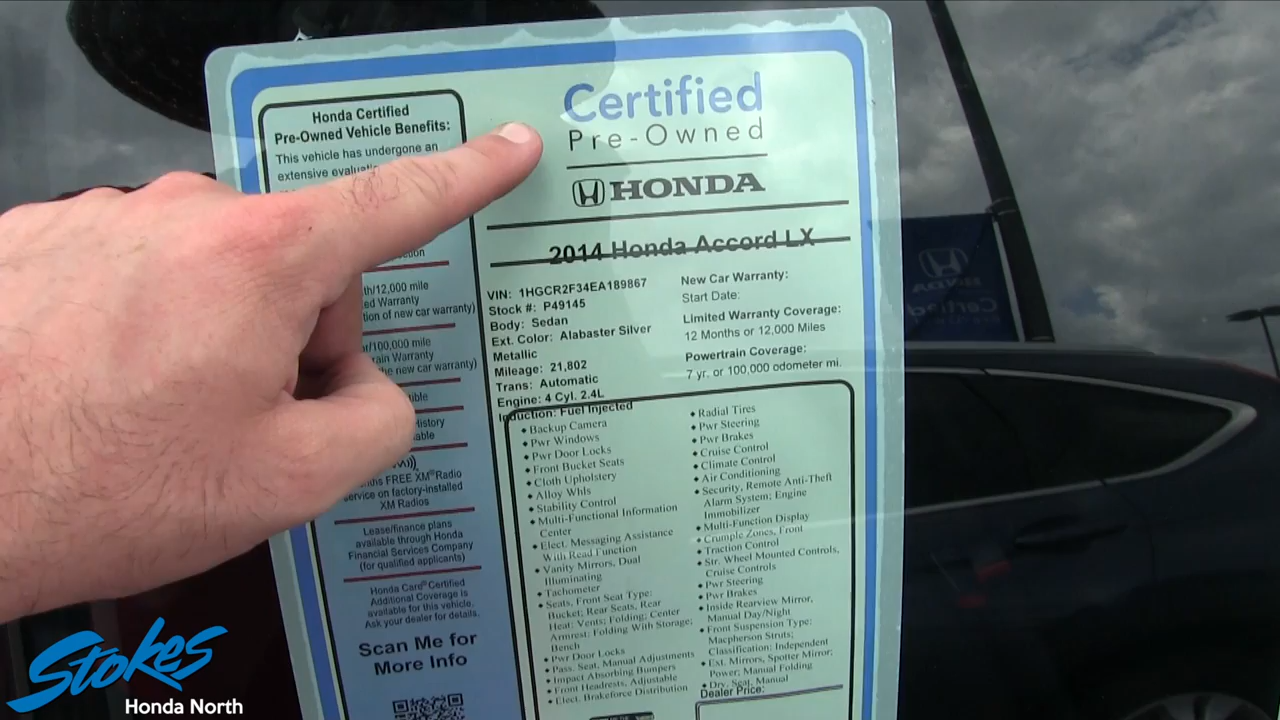 Honda Certified
Pre-Owned Vehicle Benefits:
This vehicle has undergone an
extensive
th/12,000 mile
ed Warranty
tion of new car warranty)
r/100,000 mile
rain Warranty
he new car warranty)
FREE XM® Radio
service on factory-installed
XM Radios
Lease/finance plans
available through Honda
Financial Services Company
(for qualified applicants)
Honda Care® Certified
Additional Coverage is
available for this vehicle.
Ask your dealer for details.
Scan Me for
More Info
Certified
Pre-Owned
HONDA
2014 Honda Accord LX
VIN: 1HGCR2F34EA189867
Stock #: P49145
Body: Sedan
Ext. Color: Alabaster Silver
Metallic
Mileage: 21,802
Trans: Automatic
Engine: 4 Cyl. 2.4L
Induction: Fuel Injected
New Car Warranty:
Start Date:
Limited Warranty Coverage:
12 Months or 12,000 Miles
Powertrain Coverage:
7 yr. or 100,000 odometer mi.
• Backup Camera
• Pwr Windows
• Pwr Door Locks
• Front Bucket Seats
• Cloth Upholstery
• Alloy Whls
• Stability Control
• Multi-Functional Information
Center
• Elect. Messaging Assistance
With Read Function
• Vanity Mirrors, Dual
Illuminating
• Tachometer
• Seats, Front Seat Type:
Bucket; Rear Seats, Rear
Heat: Vents; Folding; Center
Armrest: Folding With Storage;
Bench
• Pwr Door Locks
• Pass. Seat, Manual Adjustments
• Impact Absorbing Bumpers
• Front Headrests, Adjustable
• Elect. Brakeforce Distribution
• Radial Tires
• Pwr Steering
• Pwr Brakes
• Cruise Control
• Climate Control
• Air Conditioning
• Security, Remote Anti-Theft
Alarm System; Engine
Immobilizer
• Multi-Function Display
• Crumple Zones, Front
• Traction Control
• Str. Wheel Mounted Controls,
Cruise Controls
• Pwr Steering
• Pwr Brakes
• Inside Rearview Mirror,
Manual Day/Night
• Front Suspension Type:
Macpherson Struts;
Classification: Independent
• Ext. Mirrors, Spotter Mirror;
Power; Manual Folding
• Drv. Seat, Manual
Dealer Price:
HONDA
Certified
Stokes
Honda North